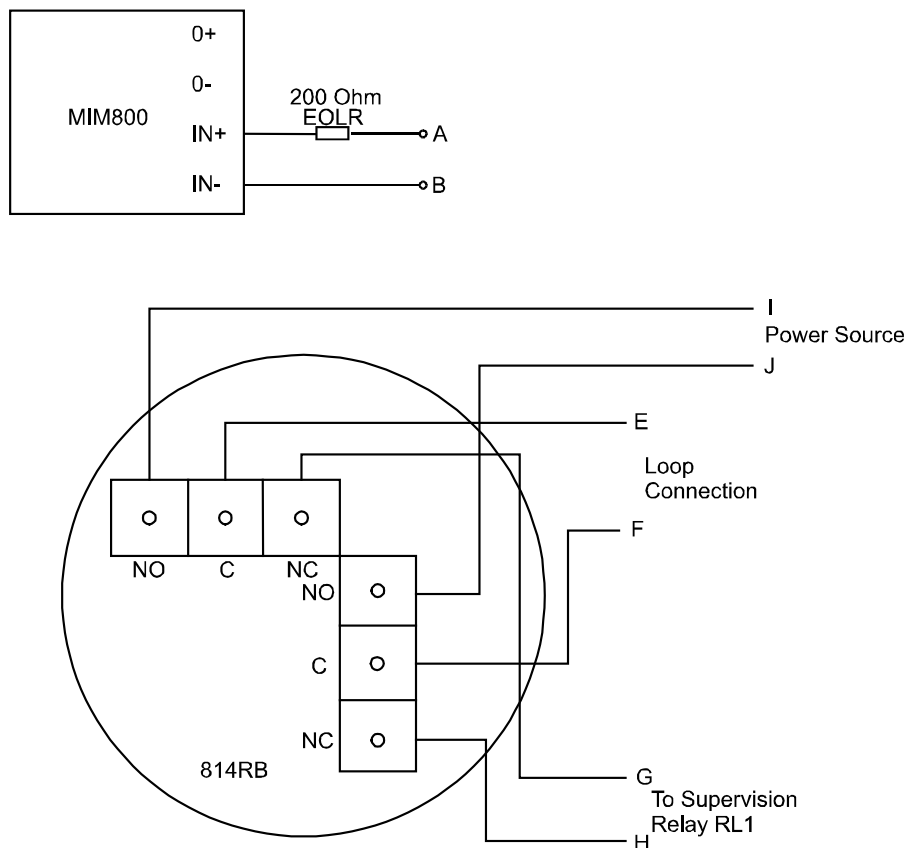 0+
0-
MIM800
200 Ohm
EOLR
IN+
A
IN-
B
I
Power Source
J
E
Loop
Connection
F
NO
C
NC
NO
C
NC
814RB
G
To Supervision
Relay RL1
H